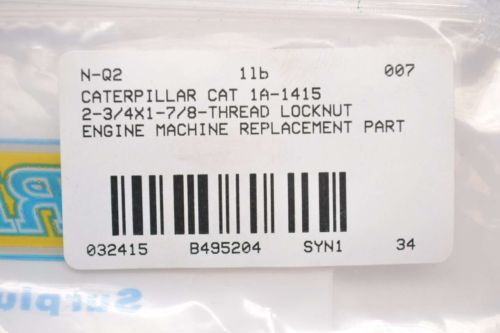 N-Q2 1lb 007
CATERPILLAR CAT 1A-1415
2-3/4X1-7/8-THREAD LOCKNUT
ENGINE MACHINE REPLACEMENT PART
032415 B495204 SYN1 34
Surplu